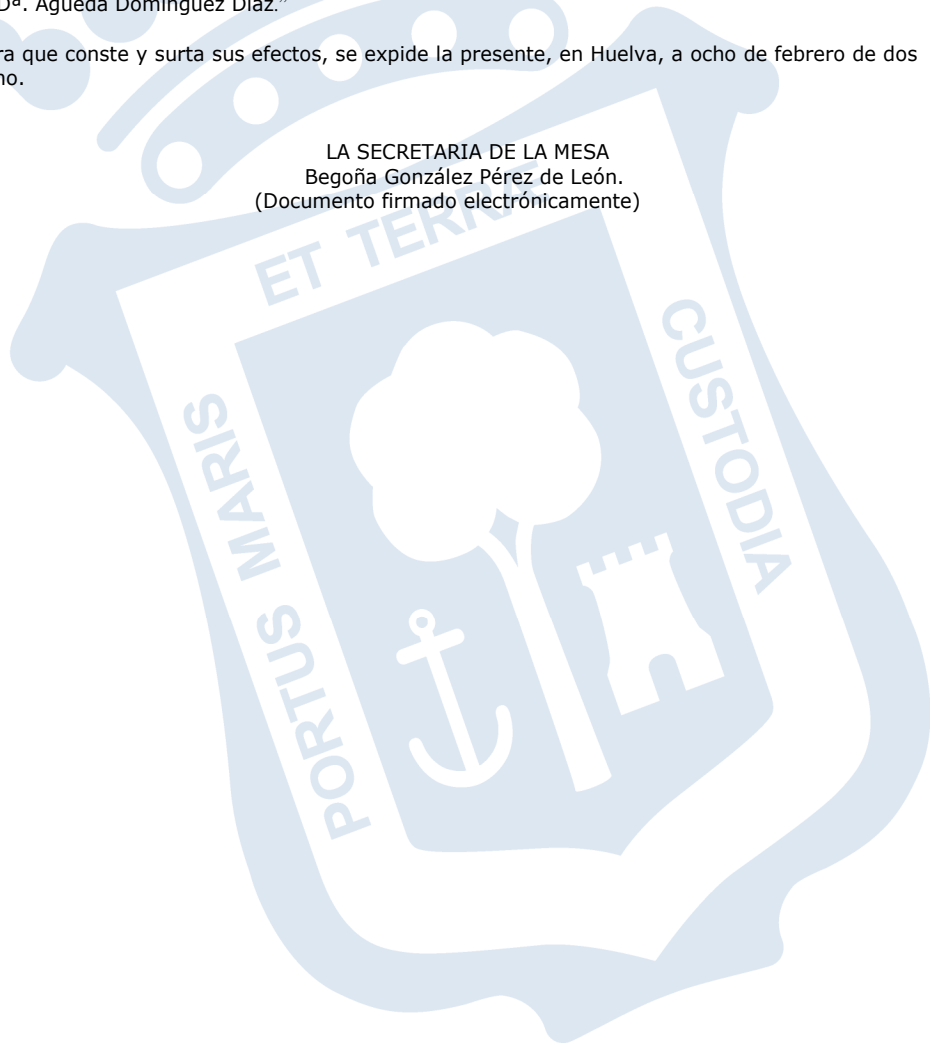 Dª. Agueda Domínguez Díaz.”
ra que conste y surta sus efectos, se expide la presente, en Huelva, a ocho de febrero de dos
no.
LA SECRETARIA DE LA MESA
Begoña González Pérez de León.
(Documento firmado electrónicamente)
PORTUS MARIS
ET TERRÆ
CUSTODIA